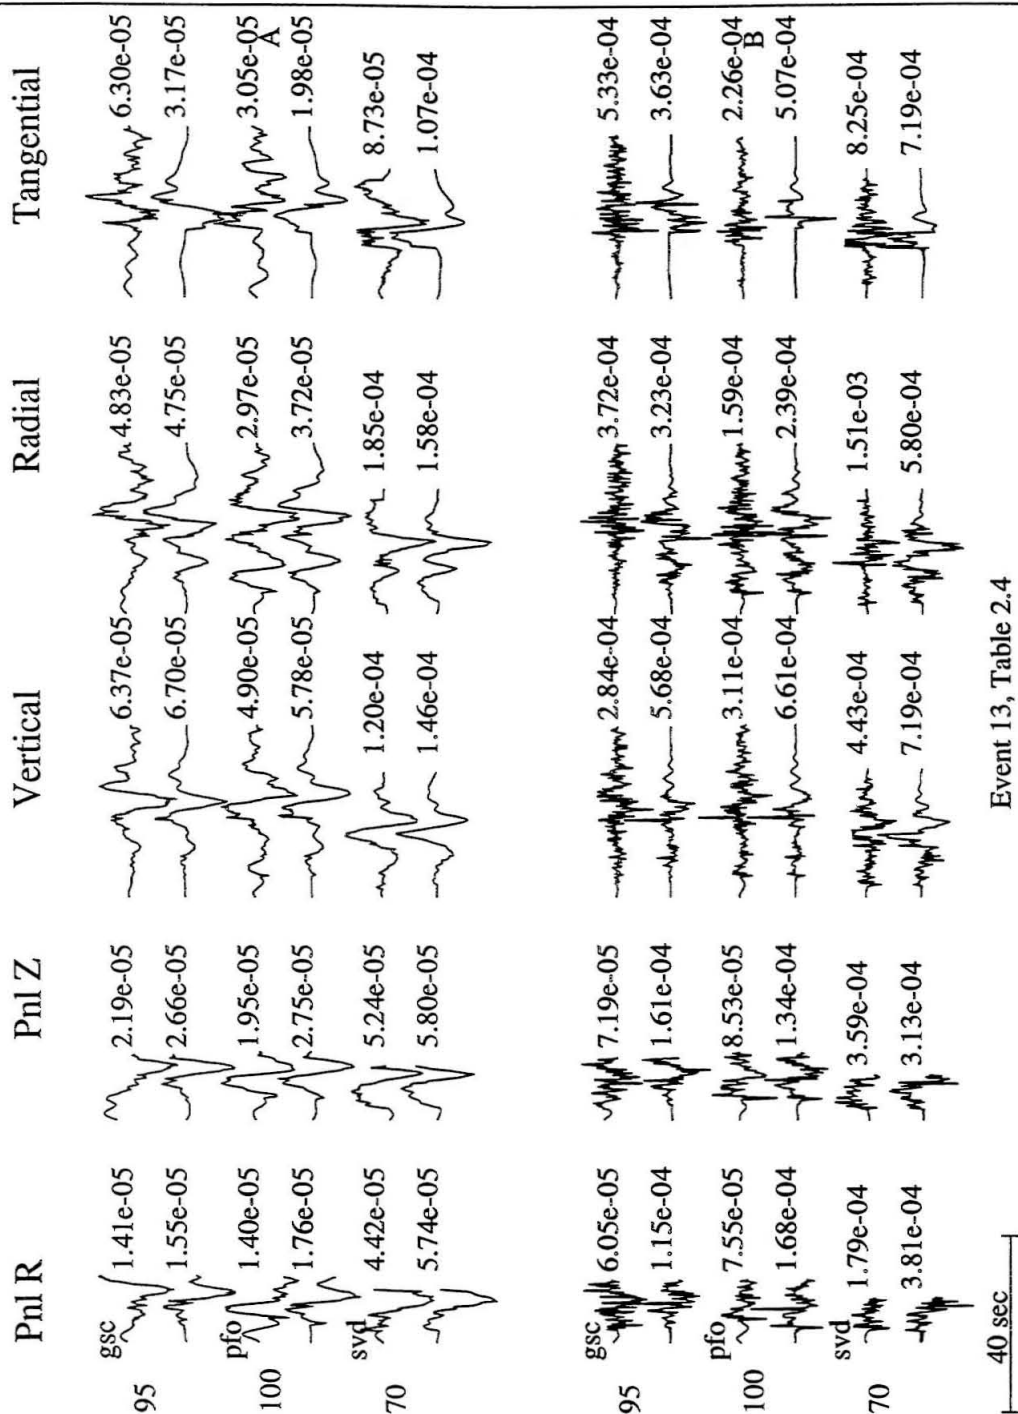 Pnl R Pnl Z Vertical Radial Tangential
gsc 1.41e-05 2.19e-05 6.37e-05 4.83e-05 6.30e-05
95 1.55e-05 2.66e-05 6.70e-05 4.75e-05 3.17e-05
pfo 1.40e-05 1.95e-05 4.90e-05 2.97e-05 3.05e-05
A
100 1.76e-05 2.75e-05 5.78e-05 3.72e-05 1.98e-05
svd 4.42e-05 5.24e-05 1.20e-04 1.85e-04 8.73e-05
70 5.74e-05 5.80e-05 1.46e-04 1.58e-04 1.07e-04
gsc 6.05e-05 7.19e-05 2.84e-04 3.72e-04 5.33e-04
95 1.15e-04 1.61e-04 5.68e-04 3.23e-04 3.63e-04
pfo 7.55e-05 8.53e-05 3.11e-04 1.59e-04 2.26e-04
B
100 1.68e-04 1.34e-04 6.61e-04 2.39e-04 5.07e-04
svd 1.79e-04 3.59e-04 4.43e-04 1.51e-03 8.25e-04
70 3.81e-04 3.13e-04 7.19e-04 5.80e-04 7.19e-04
40 sec
Event 13, Table 2.4